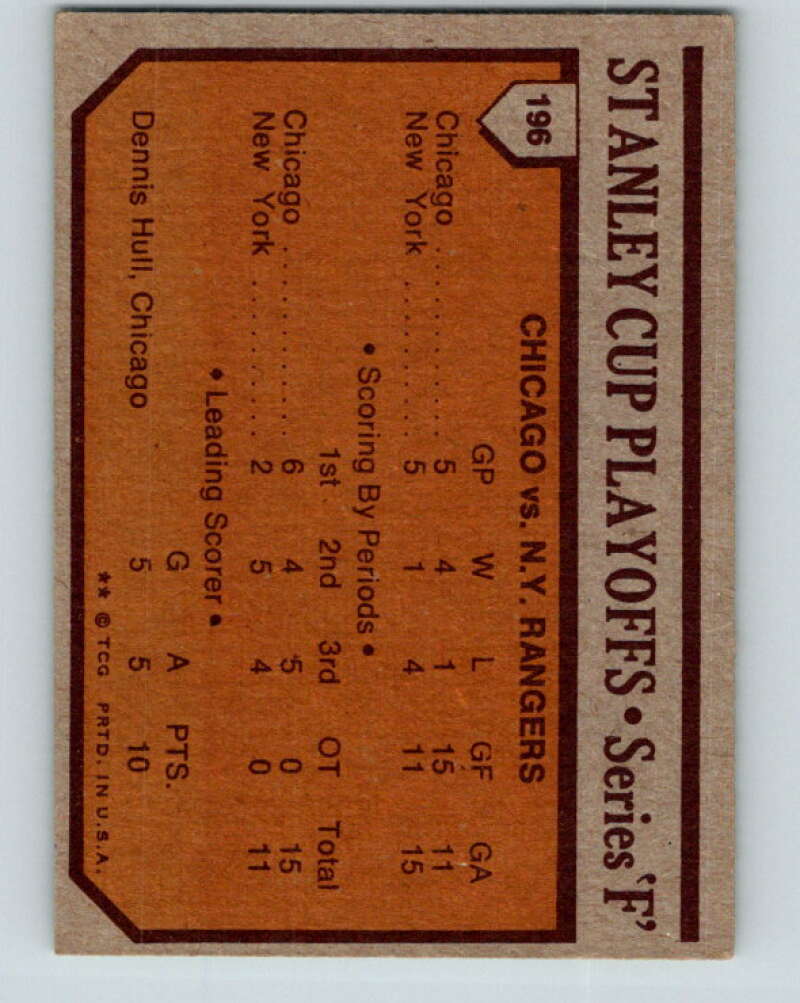 STANLEY CUP PLAYOFFS • Series 'F'
196
CHICAGO vs. N.Y. RANGERS
GP W L GF GA
Chicago . . . . . . . . . . 5 4 1 15 11
New York . . . . . . . . . 5 1 4 11 15
• Scoring By Periods •
1st 2nd 3rd OT Total
Chicago . . . . . . . . . . 6 4 5 0 15
New York . . . . . . . . . 2 5 4 0 11
• Leading Scorer •
G A PTS.
Dennis Hull, Chicago 5 5 10
** © TCG PRTD. IN U.S.A.